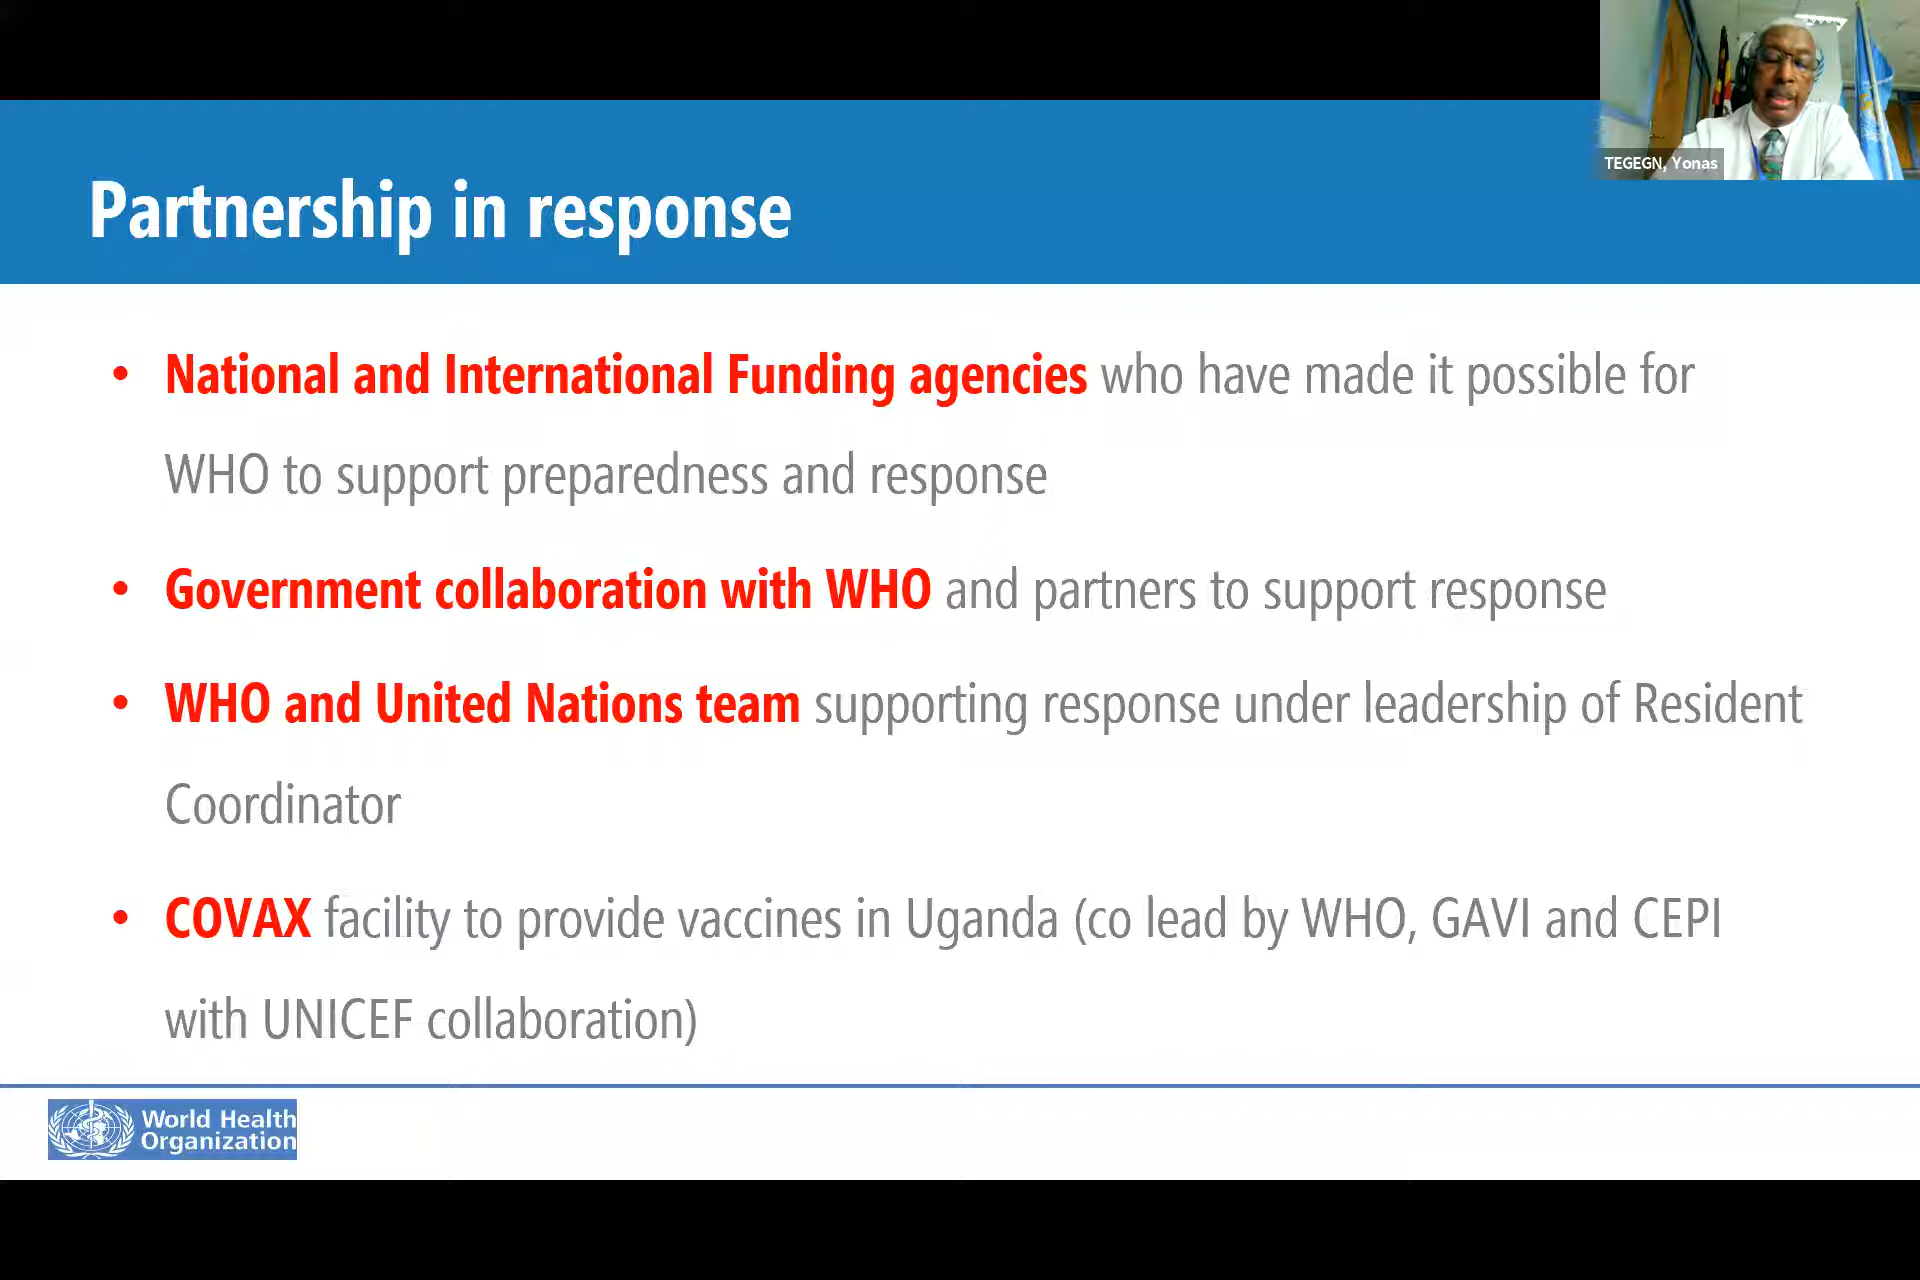 TEGEGN, Yonas
Partnership in response
• National and International Funding agencies who have made it possible for
WHO to support preparedness and response
• Government collaboration with WHO and partners to support response
• WHO and United Nations team supporting response under leadership of Resident
Coordinator
• COVAX facility to provide vaccines in Uganda (co lead by WHO, GAVI and CEPI
with UNICEF collaboration)
World Health
Organization